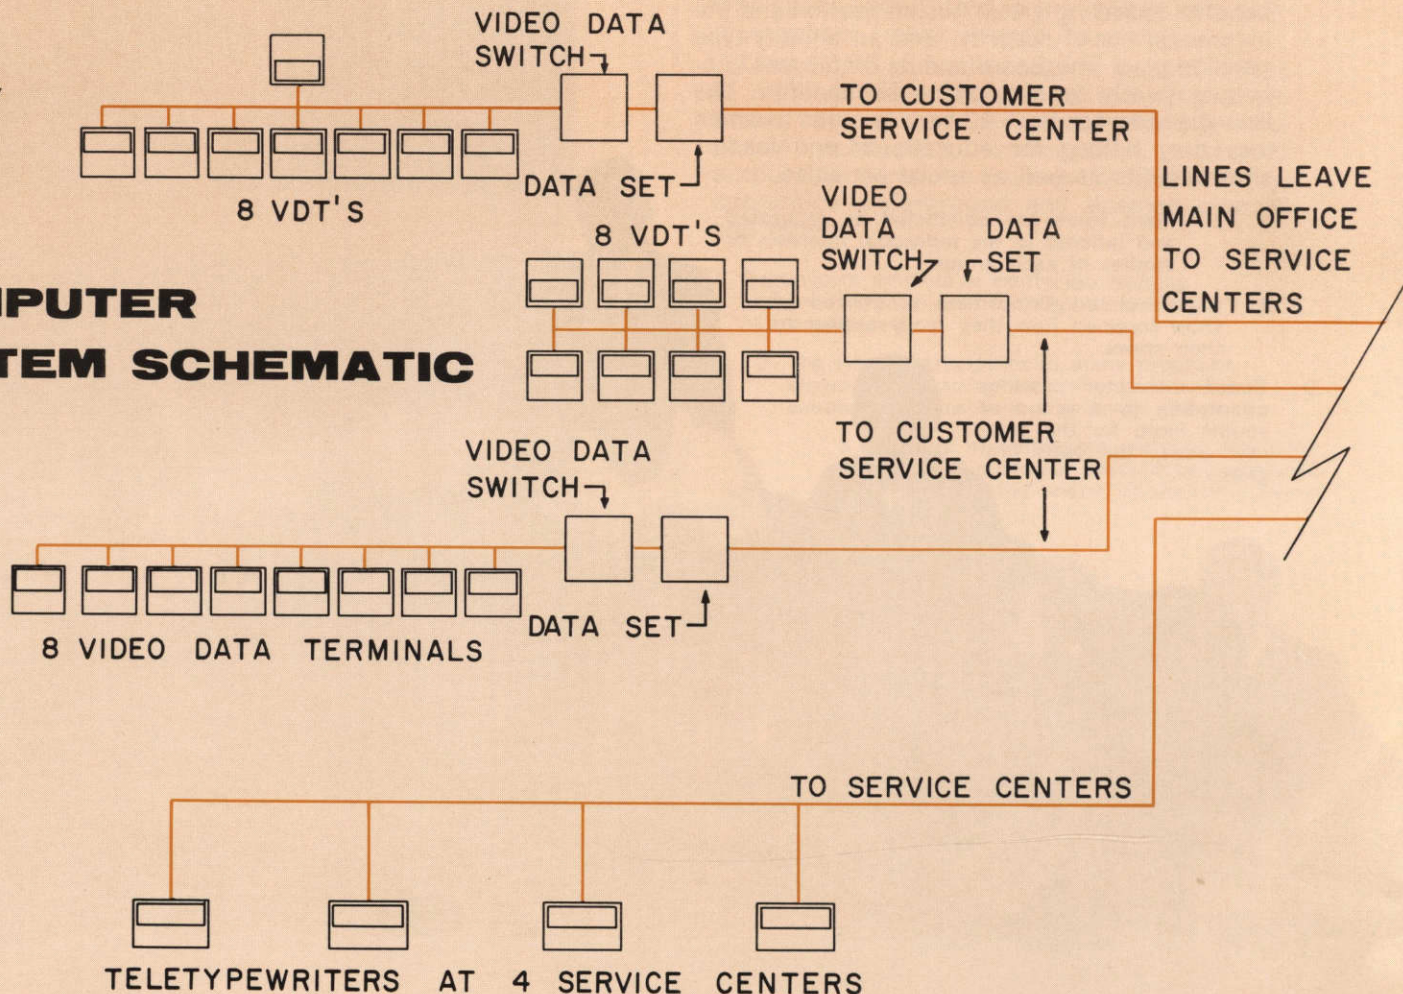 VIDEO DATA
SWITCH
TO CUSTOMER
SERVICE CENTER
DATA SET
8 VDT'S
LINES LEAVE
MAIN OFFICE
TO SERVICE
CENTERS
8 VDT'S
VIDEO
DATA
SWITCH
DATA
SET
MPUTER
TEM SCHEMATIC
TO CUSTOMER
SERVICE CENTER
VIDEO DATA
SWITCH
DATA SET
8 VIDEO DATA TERMINALS
TO SERVICE CENTERS
TELETYPEWRITERS AT 4 SERVICE CENTERS